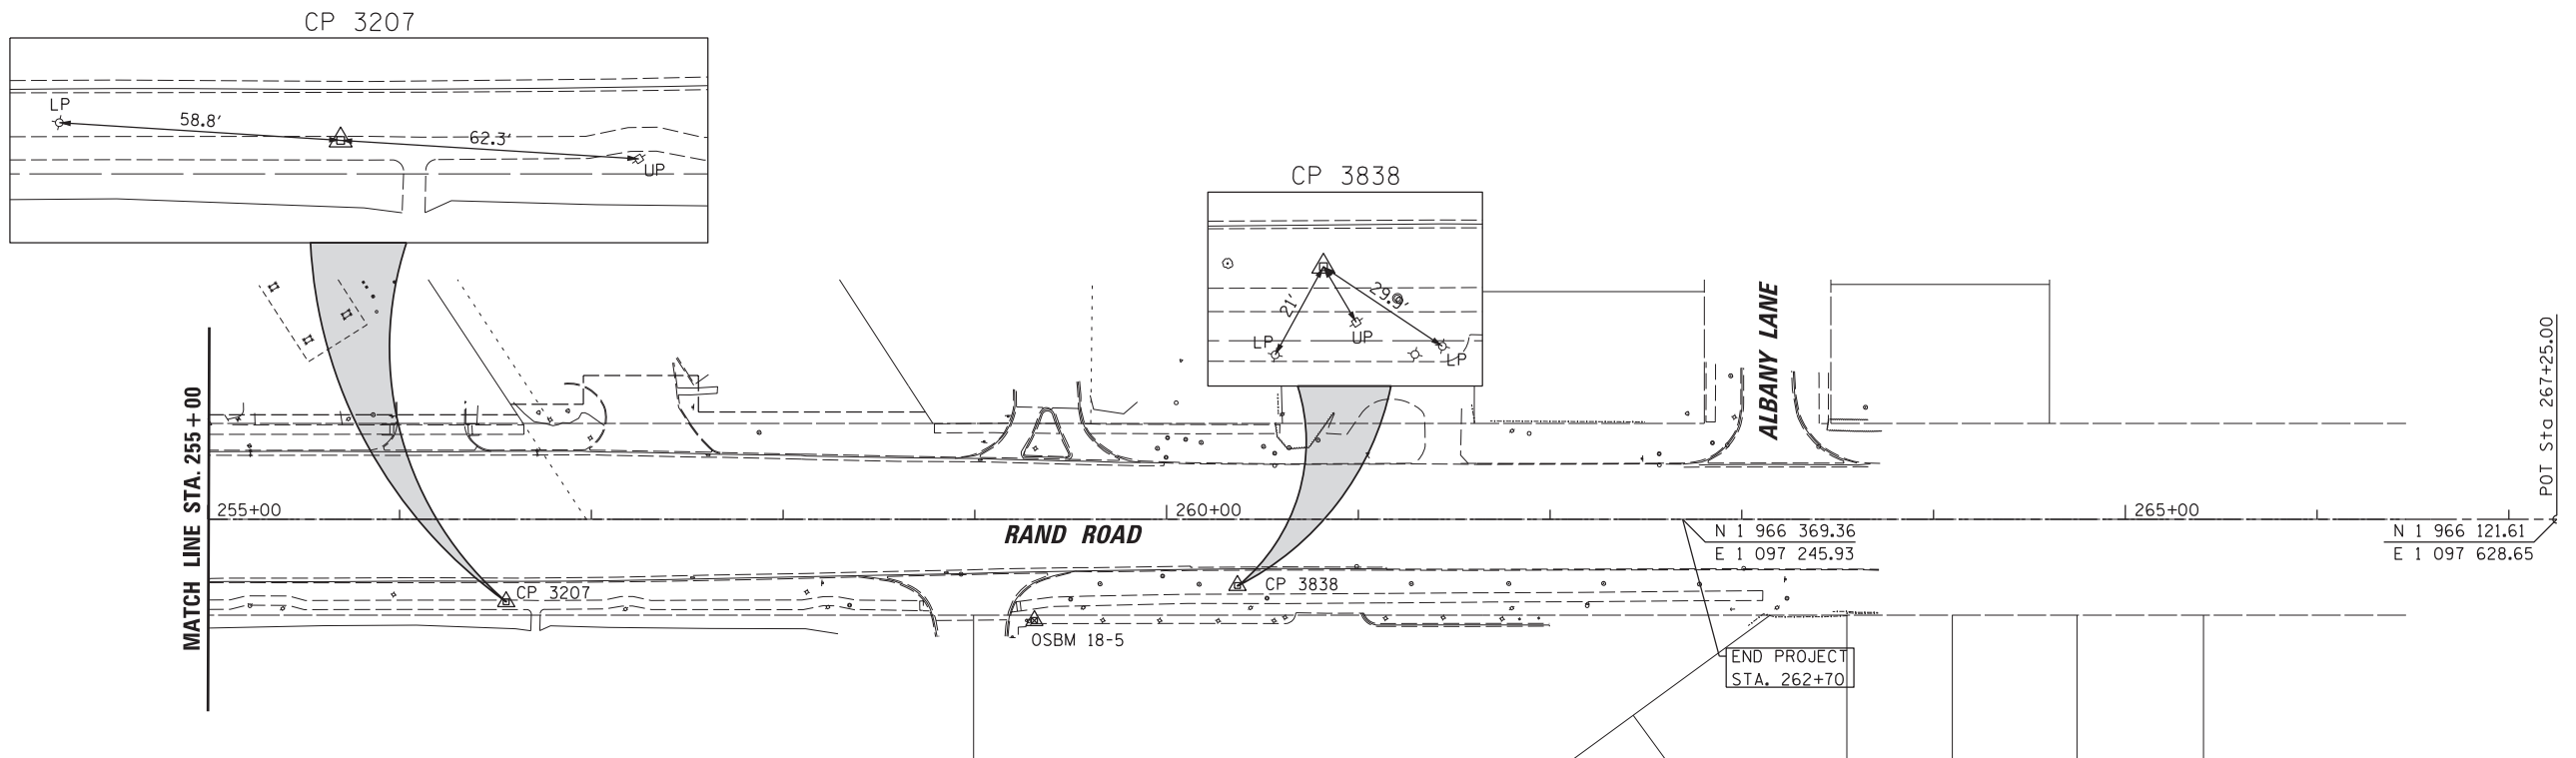 CP 3207
LP
58.8'
62.3'
UP
CP 3838
21'
29.9'
LP
UP
LP
ALBANY LANE
MATCH LINE STA. 255+00
POT Sta 267+25.00
255+00
260+00
265+00
RAND ROAD
N 1 966 369.36
E 1 097 245.93
N 1 966 121.61
E 1 097 628.65
CP 3207
CP 3838
OSBM 18-5
END PROJECT
STA. 262+70